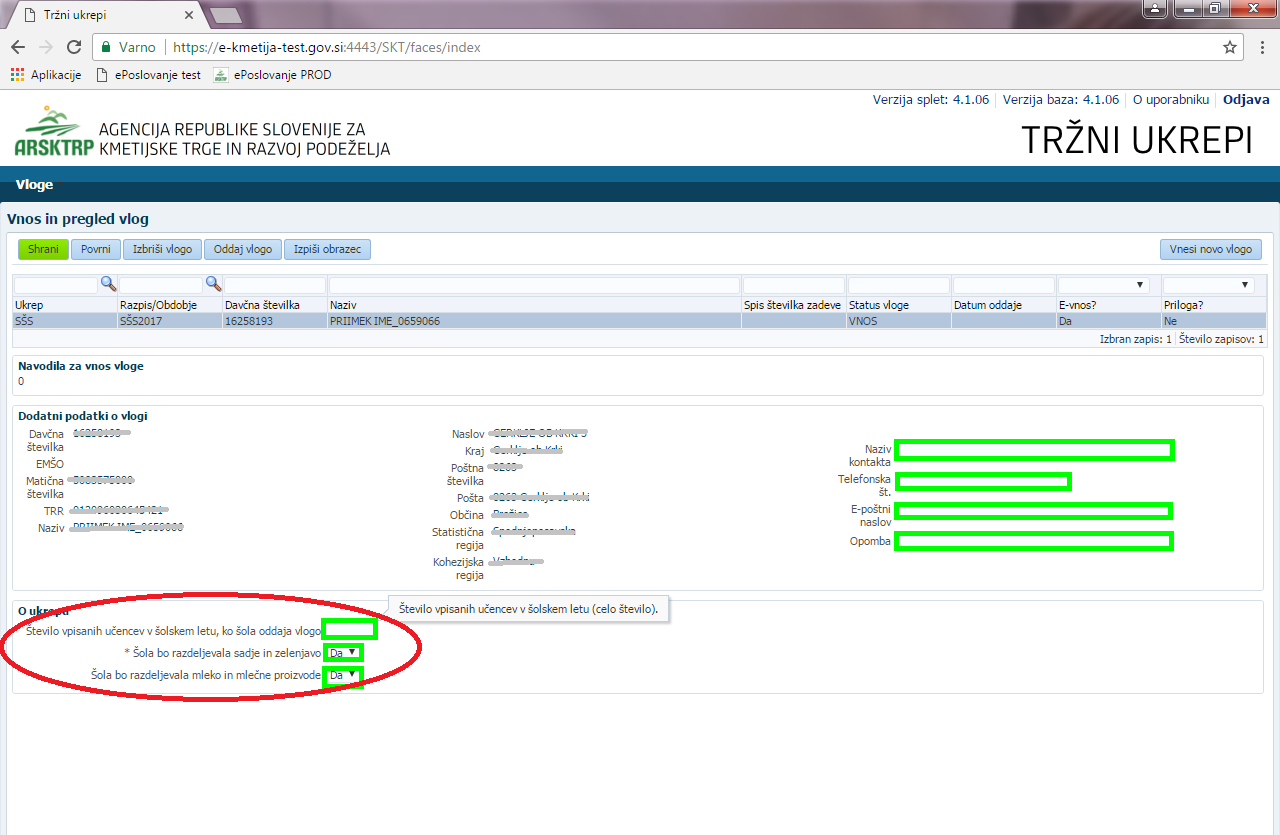 Tržni ukrepi
Varno https://e-kmetija-test.gov.si:4443/SKT/faces/index
Aplikacije ePoslovanje test ePoslovanje PROD
Verzija splet: 4.1.06 Verzija baza: 4.1.06 O uporabniku Odjava
ARSKTRP
AGENCIJA REPUBLIKE SLOVENIJE ZA
KMETIJSKE TRGE IN RAZVOJ PODEŽELJA
TRŽNI UKREPI
Vloge
Vnos in pregled vlog
Shrani Povrni Izbriši vlogo Oddaj vlogo Izpiši obrazec Vnesi novo vlogo
Ukrep Razpis/Obdobje Davčna številka Naziv Spis številka zadeve Status vloge Datum oddaje E-vnos? Priloga?
SŠS SŠS2017 16258193 PRIIMEK IME_0659066 VNOS Da Ne
Izbran zapis: 1 Število zapisov: 1
Navodila za vnos vloge
0
Dodatni podatki o vlogi
Davčna
številka
EMŠO
Matična
številka
TRR
Naziv
Naslov
Kraj
Poštna
številka
Pošta
Občina
Statistična
regija
Kohezijska
regija
Naziv
kontakta
Telefonska
št.
E-poštni
naslov
Opomba
O ukrepu
Število vpisanih učencev v šolskem letu (celo število).
Število vpisanih učencev v šolskem letu, ko šola oddaja vlogo
* Šola bo razdeljevala sadje in zelenjavo Da
Šola bo razdeljevala mleko in mlečne proizvode Da